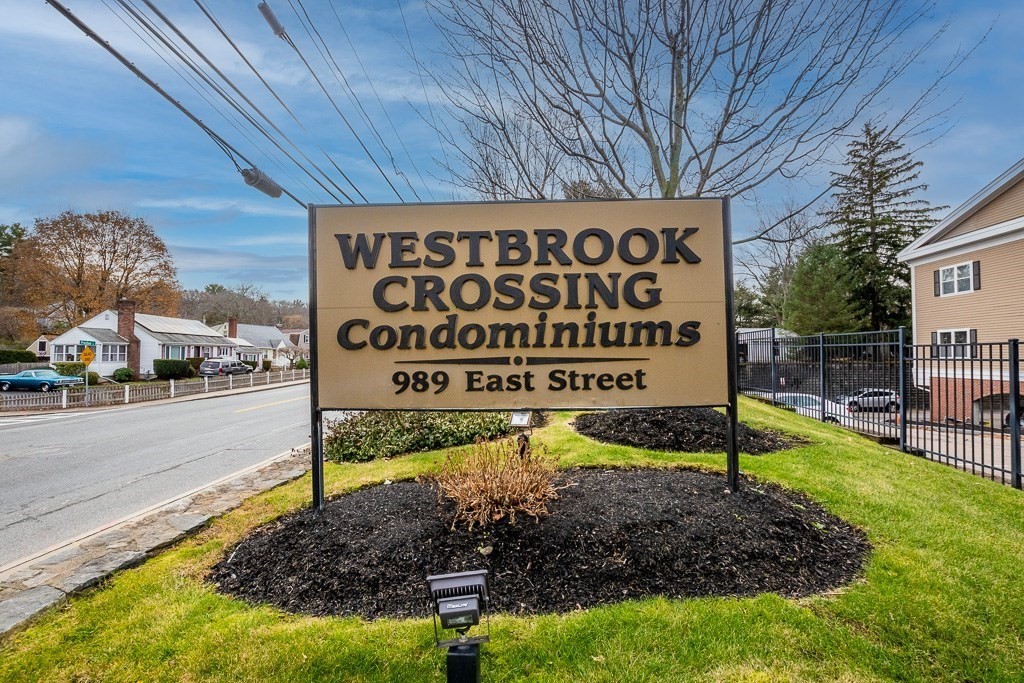 WESTBROOK
CROSSING
Condominiums
989 East Street